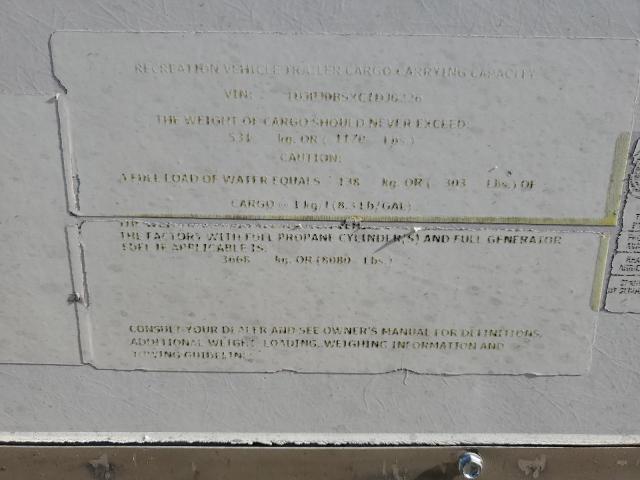 RECREATION VEHICLE TRAILER CARGO CARRYING CAPACITY
VIN:
THE WEIGHT OF CARGO SHOULD NEVER EXCEED
531 kg. OR ( 1170 Lbs.)
CAUTION:
A FULL LOAD OF WATER EQUALS 138 kg. OR ( 303 Lbs.) OF
CARGO @ 1 kg/l (8.3 lb/GAL)
THE FACTORY WITH FULL PROPANE CYLINDER(S) AND FULL GENERATOR
FUEL IF APPLICABLE IS:
3668 kg. OR (8080 Lbs.)
CONSULT YOUR DEALER AND SEE OWNER'S MANUAL FOR DEFINITIONS,
ADDITIONAL WEIGHT, LOADING, WEIGHING INFORMATION AND
TOWING GUIDELINES